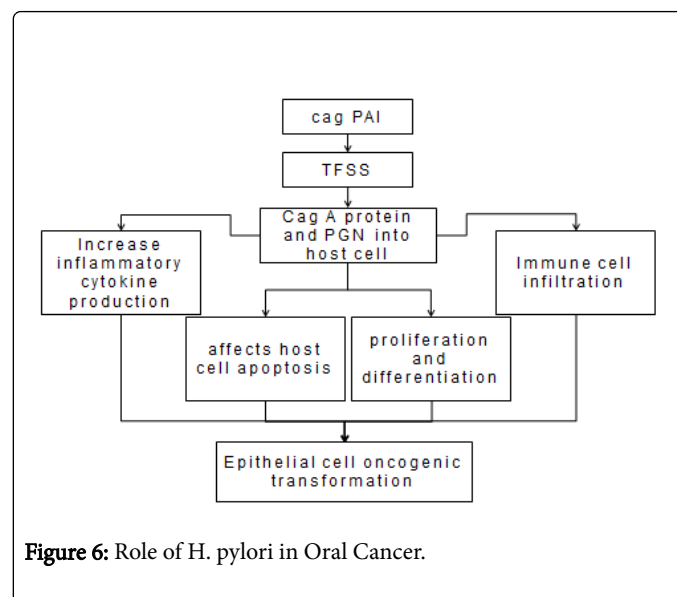 cag PAI
TFSS
Cag A protein
and PGN into
host cell
Increase
inflammatory
cytokine
production
Immune cell
infiltration
affects host
cell apoptosis
proliferation
and
differentiation
Epithelial cell oncogenic
transformation
Figure 6: Role of H. pylori in Oral Cancer.